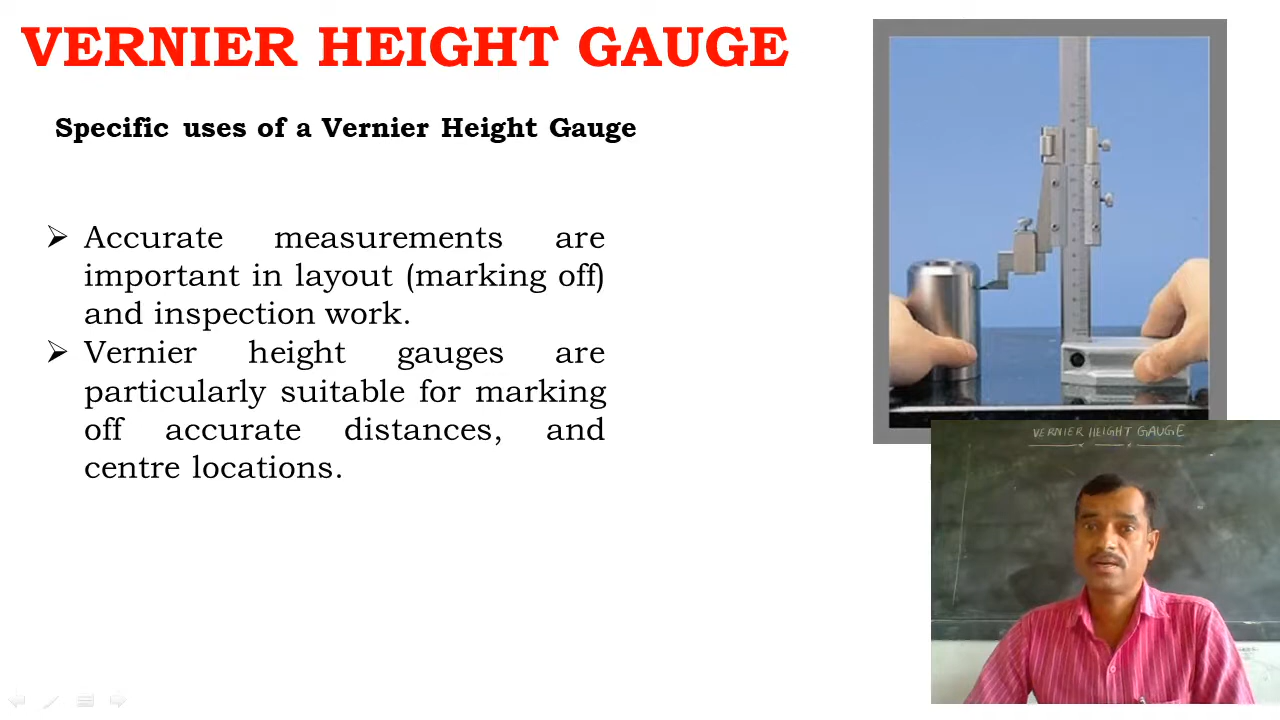 VERNIER HEIGHT GAUGE
Specific uses of a Vernier Height Gauge
➢ Accurate measurements are
important in layout (marking off)
and inspection work.
➢ Vernier height gauges are
particularly suitable for marking
off accurate distances, and
centre locations.
VERNIER HEIGHT GAUGE